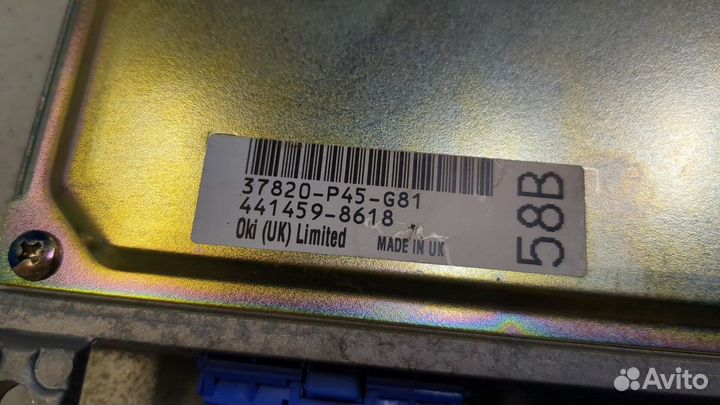 37820-P45-G81
441459-8618
Oki (UK) Limited MADE IN UK
58B
Avito